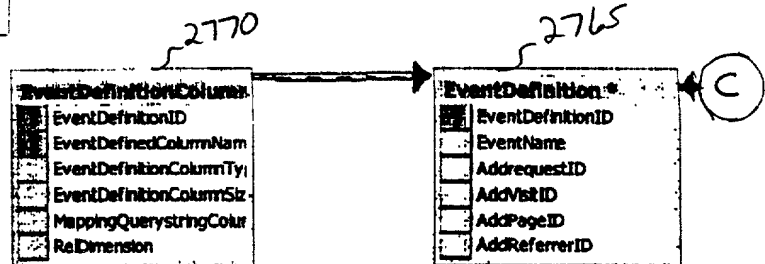 2770
2765
EventDefinitionColumn
EventDefinitionID
EventDefinedColumnNam
EventDefinitionColumnTy
EventDefinitionColumnSiz
MappingQuerystringColur
RelDimension
EventDefinition *
EventDefinitionID
EventName
AddrequestID
AddVisitID
AddPageID
AddReferrerID
C